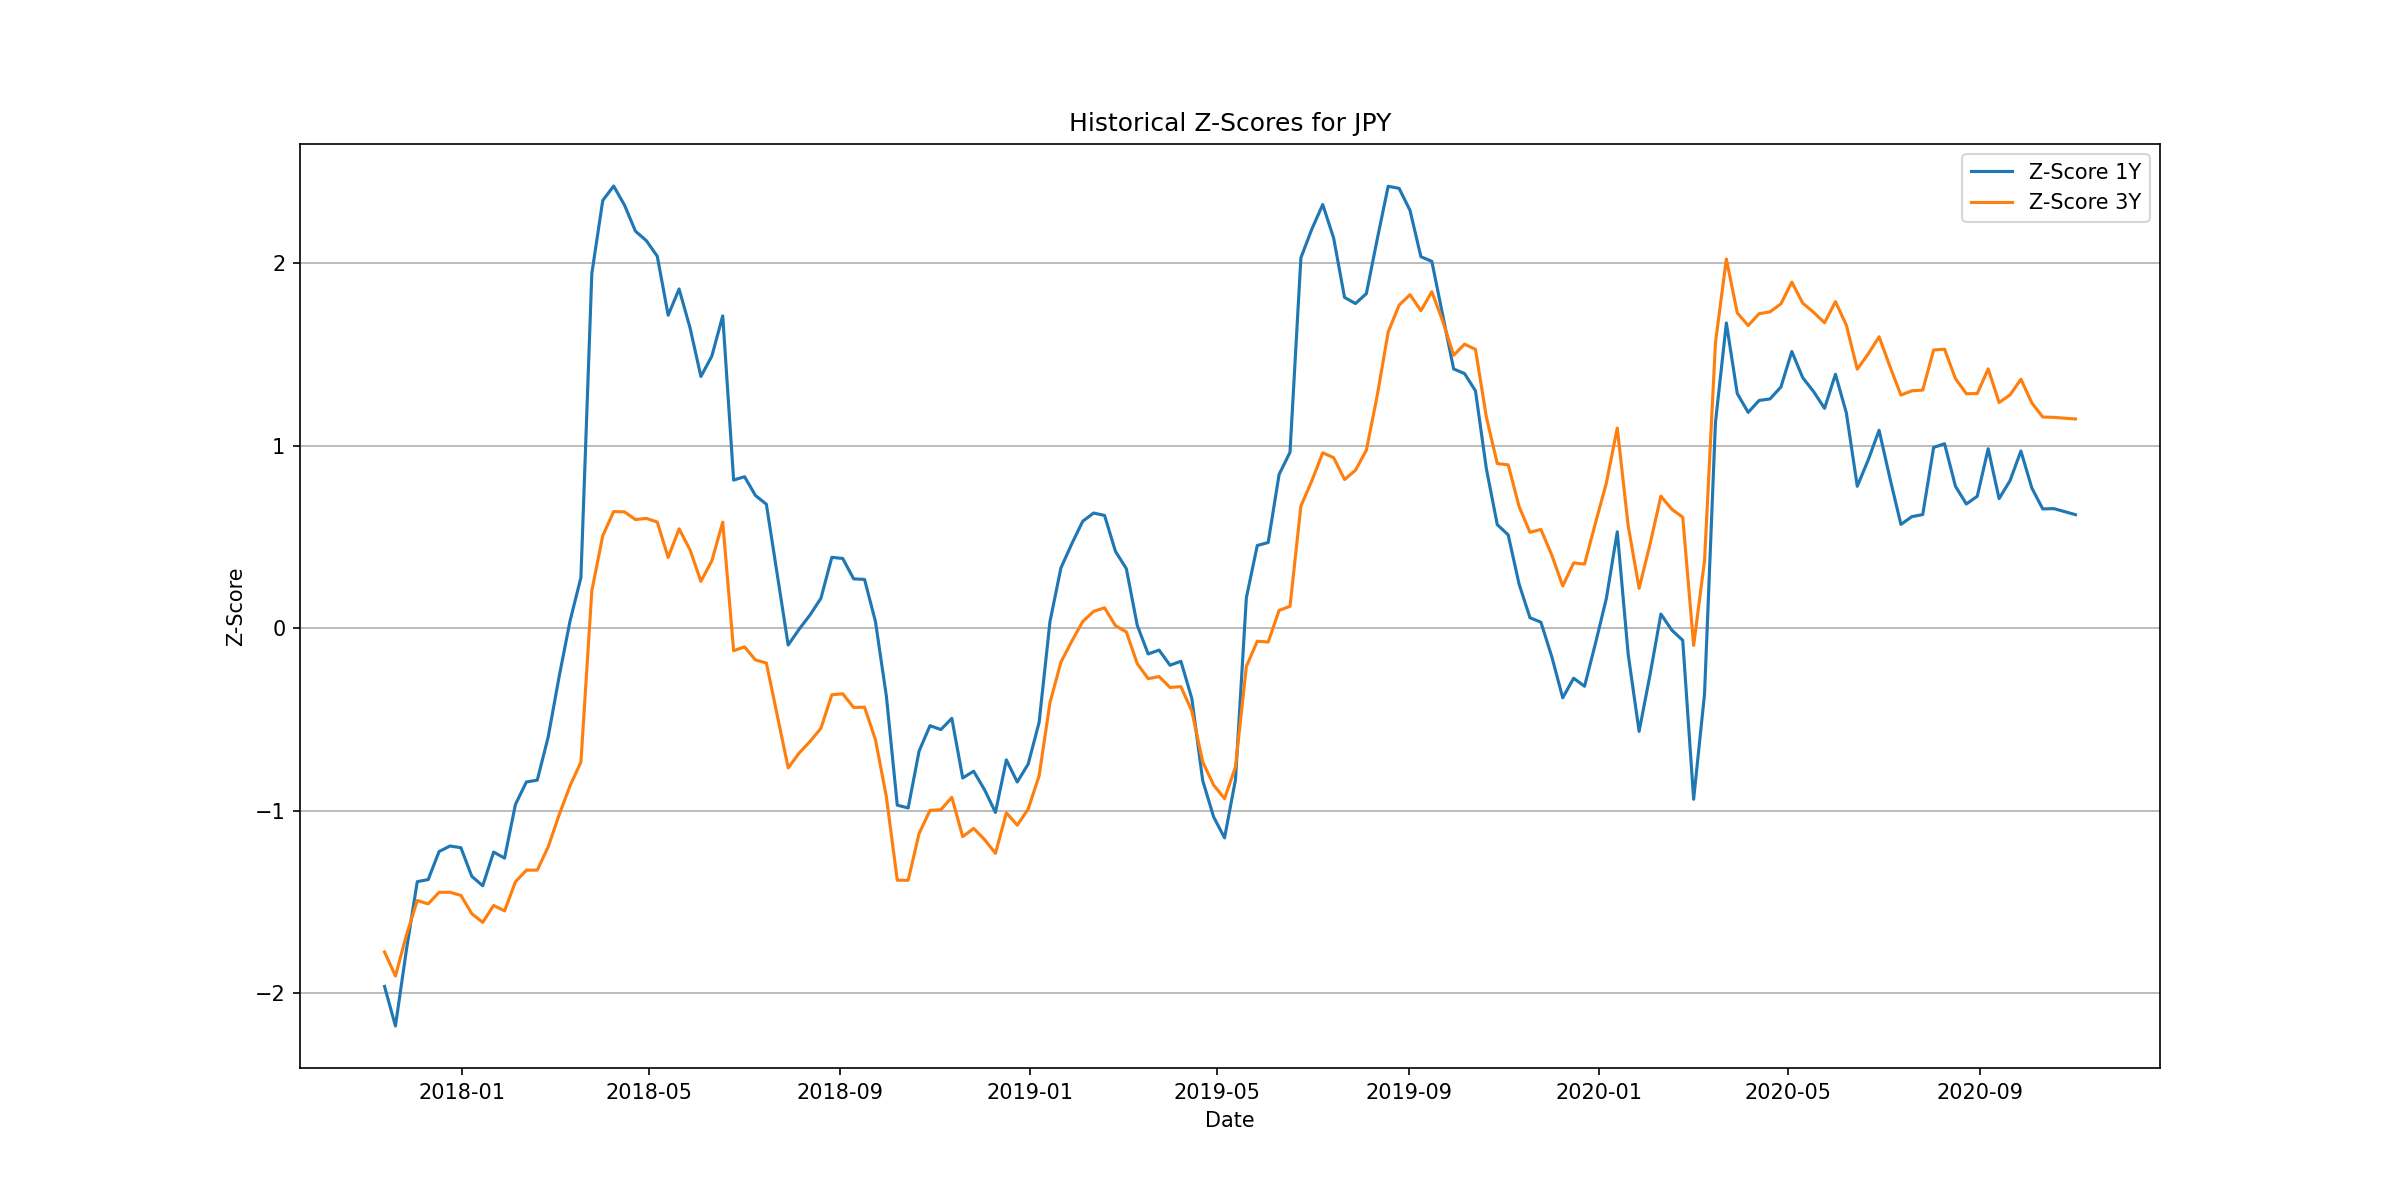 Historical Z-Scores for JPY
Z-Score 1Y
Z-Score 3Y
Z-Score
2
1
0
−1
−2
2018-01 2018-05 2018-09 2019-01 2019-05 2019-09 2020-01 2020-05 2020-09
Date